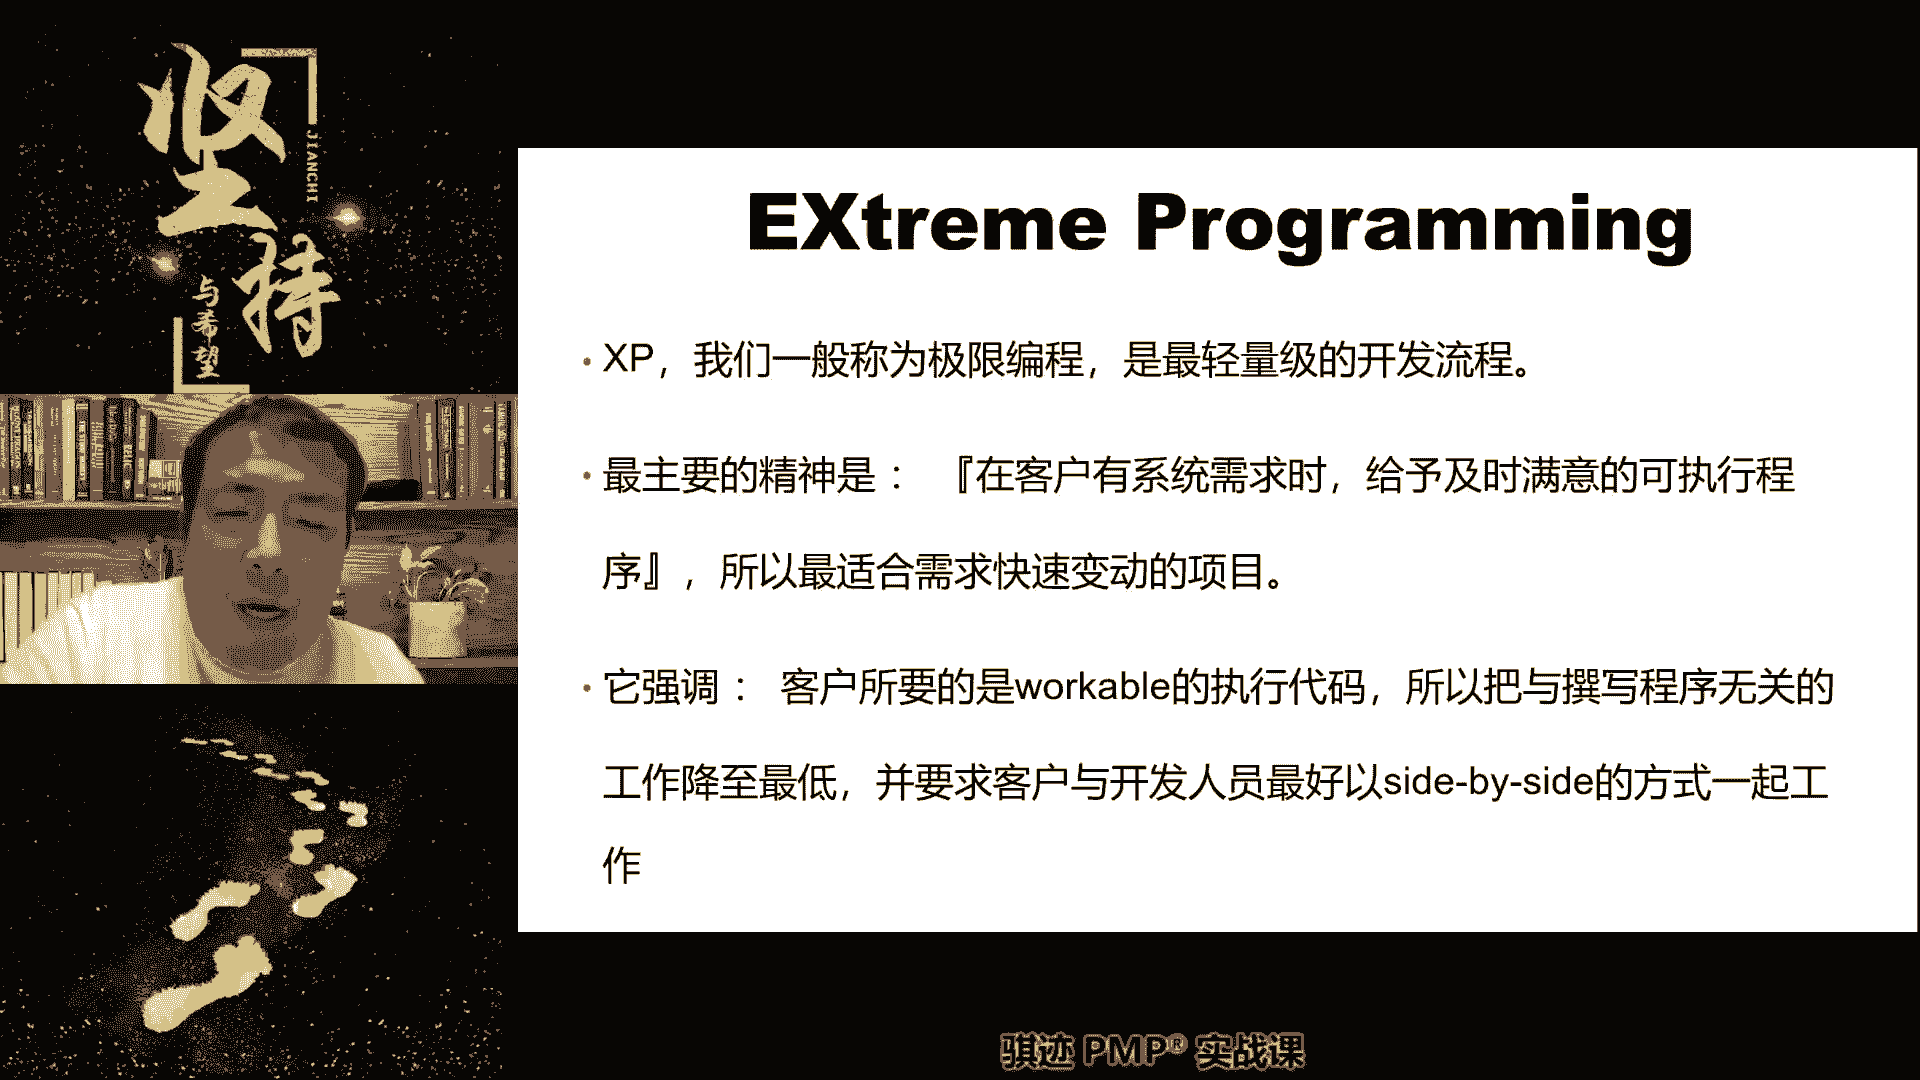 坚持
JIANCHI
与希望
EXtreme Programming
·XP，我们一般称为极限编程，是最轻量级的开发流程。
·最主要的精神是： 『在客户有系统需求时，给予及时满意的可执行程
序』，所以最适合需求快速变动的项目。
·它强调： 客户所要的是workable的执行代码，所以把与撰写程序无关的
工作降至最低，并要求客户与开发人员最好以side-by-side的方式一起工
作
骐迹 PMP® 实战课